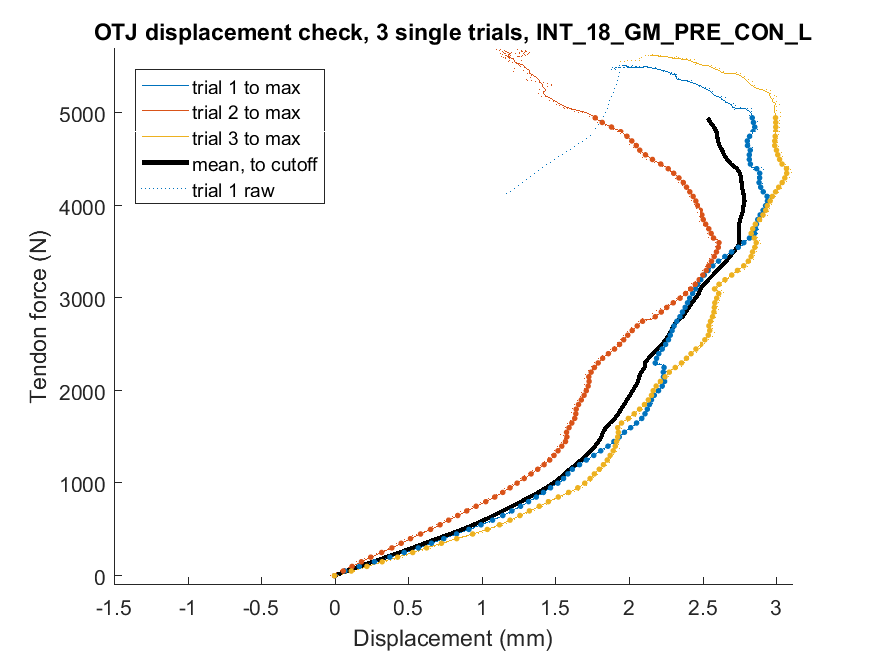 OTJ displacement check, 3 single trials, INT_18_GM_PRE_CON_L
trial 1 to max
trial 2 to max
trial 3 to max
mean, to cutoff
trial 1 raw
5000
4000
3000
2000
1000
0
Tendon force (N)
-1.5
-1
-0.5
0
0.5
1
1.5
2
2.5
3
Displacement (mm)